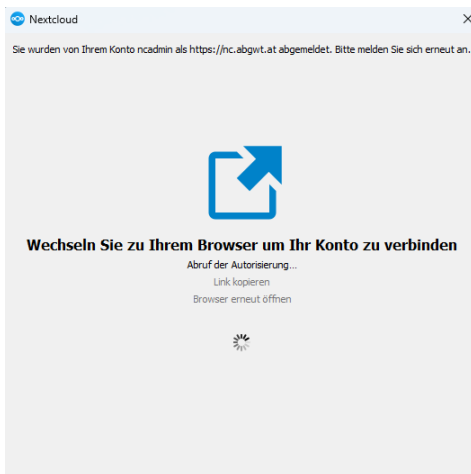 Nextcloud
Sie wurden von Ihrem Konto ncadmin als https://nc.abgwt.at abgemeldet. Bitte melden Sie sich erneut an.
Wechseln Sie zu Ihrem Browser um Ihr Konto zu verbinden
Abruf der Autorisierung...
Link kopieren
Browser erneut öffnen